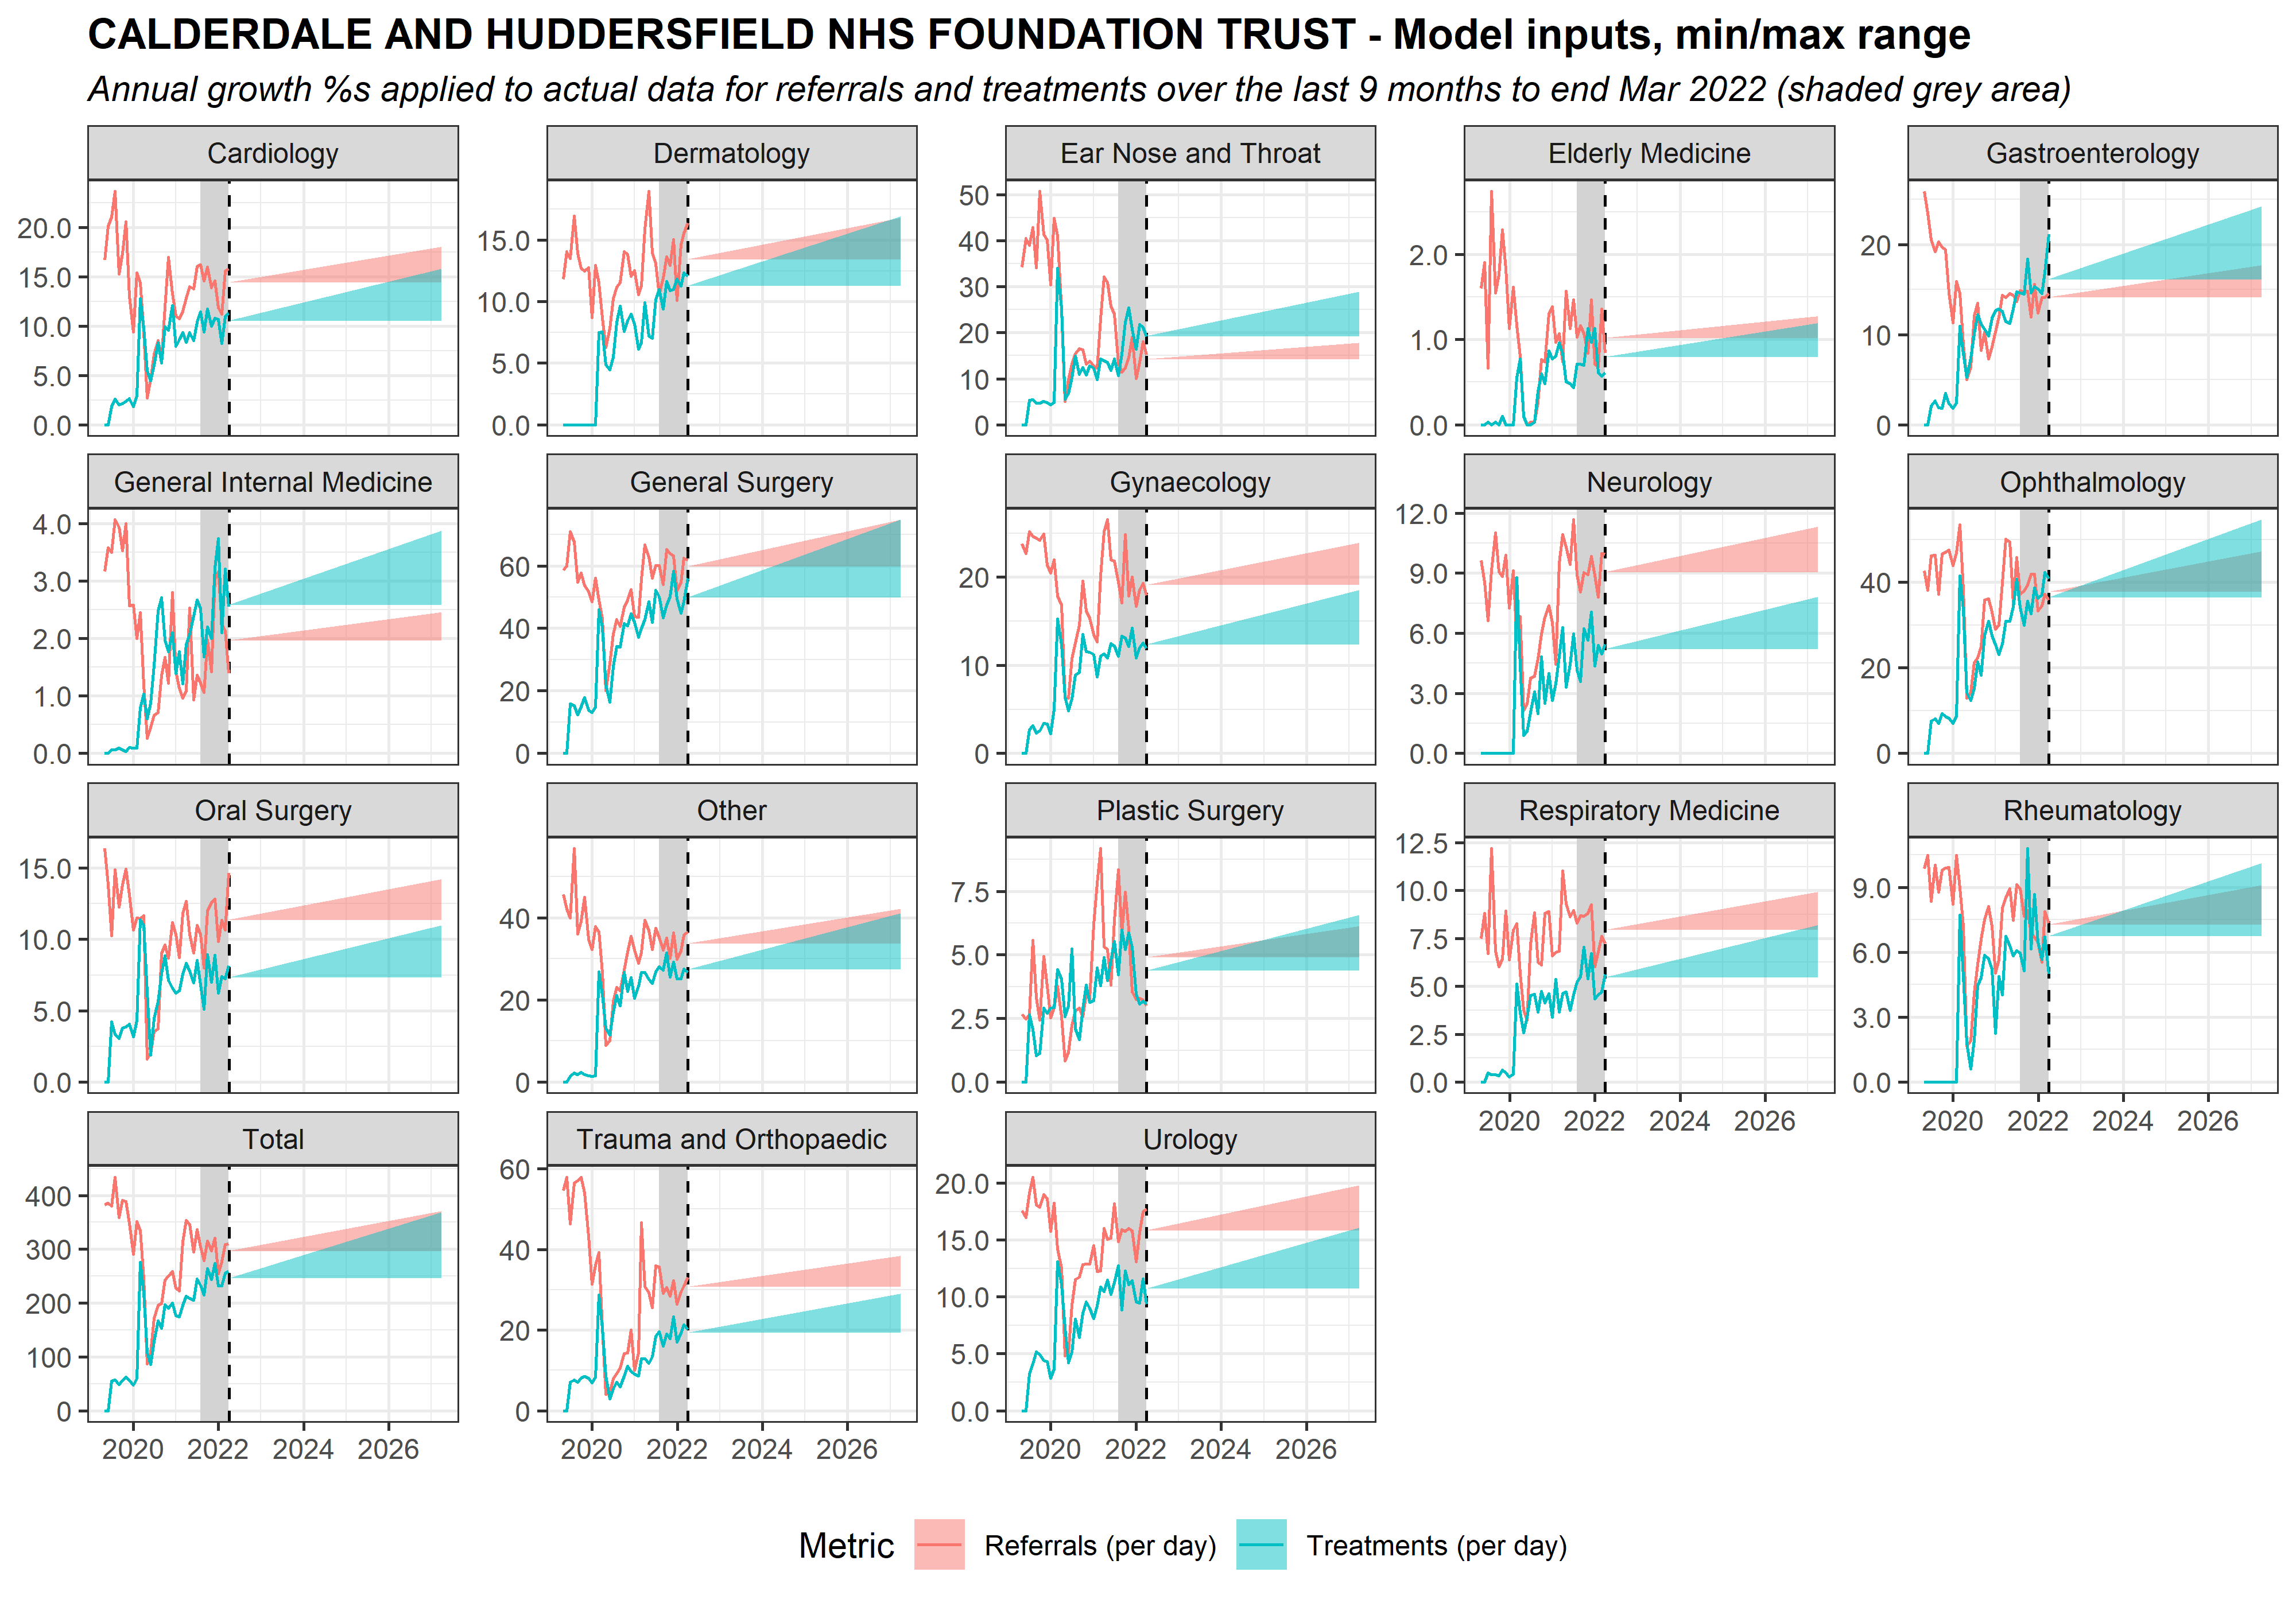 CALDERDALE AND HUDDERSFIELD NHS FOUNDATION TRUST - Model inputs, min/max range
Annual growth %s applied to actual data for referrals and treatments over the last 9 months to end Mar 2022 (shaded grey area)
Cardiology
20.0
15.0
10.0
5.0
0.0
Dermatology
15.0
10.0
5.0
0.0
Ear Nose and Throat
50
40
30
20
10
0
Elderly Medicine
2.0
1.0
0.0
Gastroenterology
20
10
0
General Internal Medicine
4.0
3.0
2.0
1.0
0.0
General Surgery
60
40
20
0
Gynaecology
20
10
0
Neurology
12.0
9.0
6.0
3.0
0.0
Ophthalmology
40
20
0
Oral Surgery
15.0
10.0
5.0
0.0
Other
40
20
0
Plastic Surgery
7.5
5.0
2.5
0.0
Respiratory Medicine
12.5
10.0
7.5
5.0
2.5
0.0
2020 2022 2024 2026
Rheumatology
9.0
6.0
3.0
0.0
2020 2022 2024 2026
Total
400
300
200
100
0
2020 2022 2024 2026
Trauma and Orthopaedic
60
40
20
0
2020 2022 2024 2026
Urology
20.0
15.0
10.0
5.0
0.0
2020 2022 2024 2026
Metric Referrals (per day) Treatments (per day)